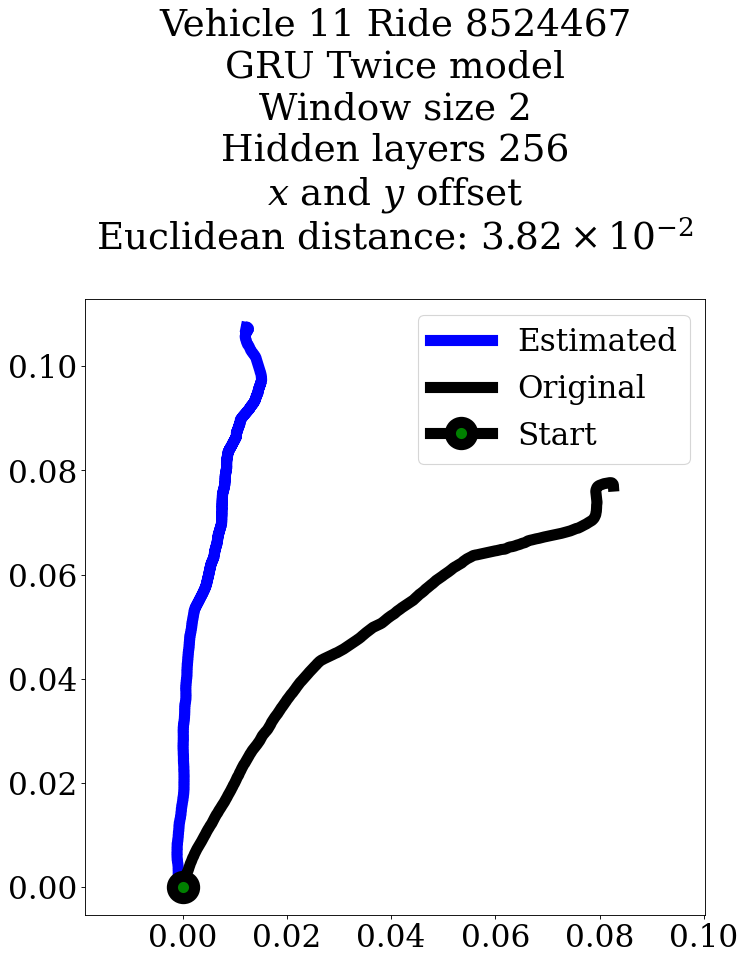 Vehicle 11 Ride 8524467
GRU Twice model
Window size 2
Hidden layers 256
x and y offset
Euclidean distance: 3.82 × 10⁻²
Estimated
Original
Start
0.10
0.08
0.06
0.04
0.02
0.00
0.00 0.02 0.04 0.06 0.08 0.10